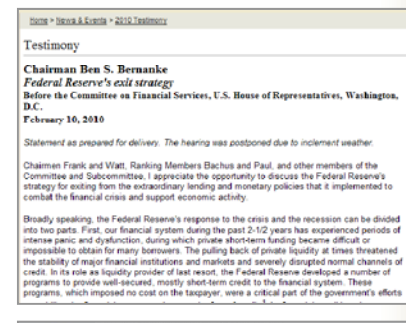 Home > News & Events > 2010 Testimony
Testimony
Chairman Ben S. Bernanke
Federal Reserve's exit strategy
Before the Committee on Financial Services, U.S. House of Representatives, Washington,
D.C.
February 10, 2010
Statement as prepared for delivery. The hearing was postponed due to inclement weather.
Chairmen Frank and Watt, Ranking Members Bachus and Paul, and other members of the
Committee and Subcommittee, I appreciate the opportunity to discuss the Federal Reserve's
strategy for exiting from the extraordinary lending and monetary policies that it implemented to
combat the financial crisis and support economic activity.
Broadly speaking, the Federal Reserve's response to the crisis and the recession can be divided
into two parts. First, our financial system during the past 2-1/2 years has experienced periods of
intense panic and dysfunction, during which private short-term funding became difficult or
impossible to obtain for many borrowers. The pulling back of private liquidity at times threatened
the stability of major financial institutions and markets and severely disrupted normal channels of
credit. In its role as liquidity provider of last resort, the Federal Reserve developed a number of
programs to provide well-secured, mostly short-term credit to the financial system. These
programs, which imposed no cost on the taxpayer, were a critical part of the government's efforts